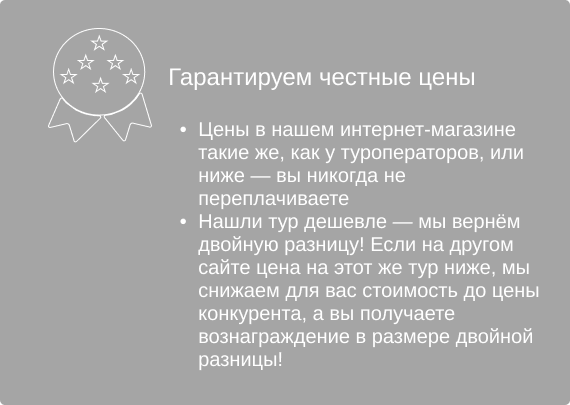 Гарантируем честные цены
• Цены в нашем интернет-магазине
такие же, как у туроператоров, или
ниже — вы никогда не
переплачиваете
• Нашли тур дешевле — мы вернём
двойную разницу! Если на другом
сайте цена на этот же тур ниже, мы
снижаем для вас стоимость до цены
конкурента, а вы получаете
вознаграждение в размере двойной
разницы!